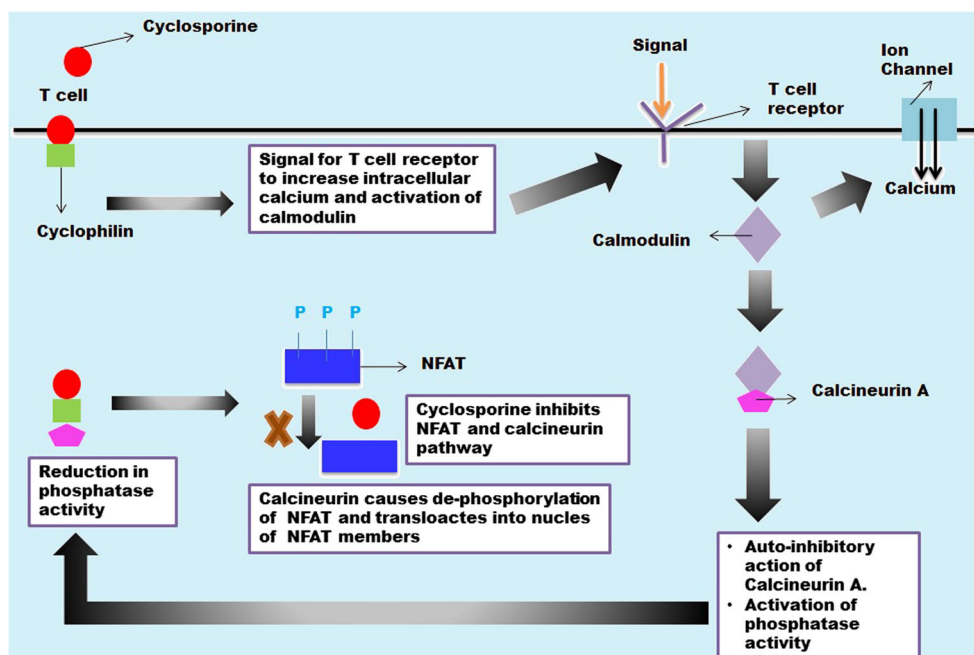 Cyclosporine
T cell
Cyclophilin
Signal for T cell receptor
to increase intracellular
calcium and activation of
calmodulin
Signal
T cell
receptor
Ion
Channel
Calcium
Calmodulin
Calcineurin A
P P P
NFAT
Cyclosporine inhibits
NFAT and calcineurin
pathway
Reduction in
phosphatase
activity
Calcineurin causes de-phosphorylation
of NFAT and transloactes into nucles
of NFAT members
• Auto-inhibitory
action of
Calcineurin A.
• Activation of
phosphatase
activity